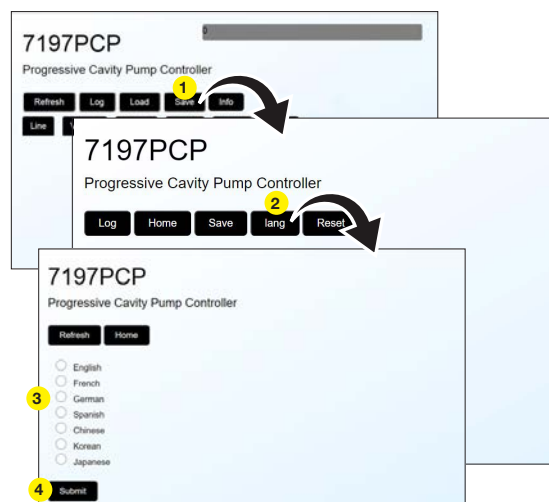 0
7197PCP
Progressive Cavity Pump Controller
1
Refresh Log Load Save Info
Line
7197PCP
Progressive Cavity Pump Controller
2
Log Home Save lang Reset
7197PCP
Progressive Cavity Pump Controller
Refresh Home
English
French
3 German
Spanish
Chinese
Korean
Japanese
4 Submit